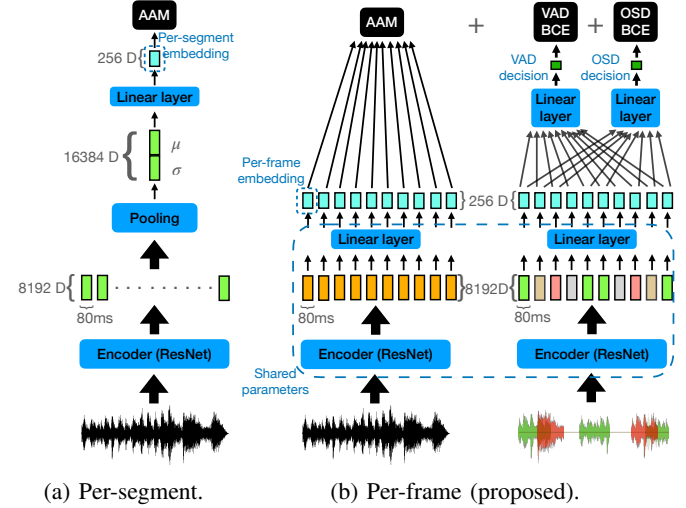 AAM
Per-segment
embedding
256 D
Linear layer
16384 D
μ
σ
Pooling
8192 D
80ms
Encoder (ResNet)
(a) Per-segment.
AAM
+
VAD
BCE
+
OSD
BCE
VAD
decision
OSD
decision
Linear
layer
Linear
layer
Per-frame
embedding
256 D
Linear layer
Linear layer
8192D
80ms
80ms
Encoder (ResNet)
Encoder (ResNet)
Shared
parameters
(b) Per-frame (proposed).